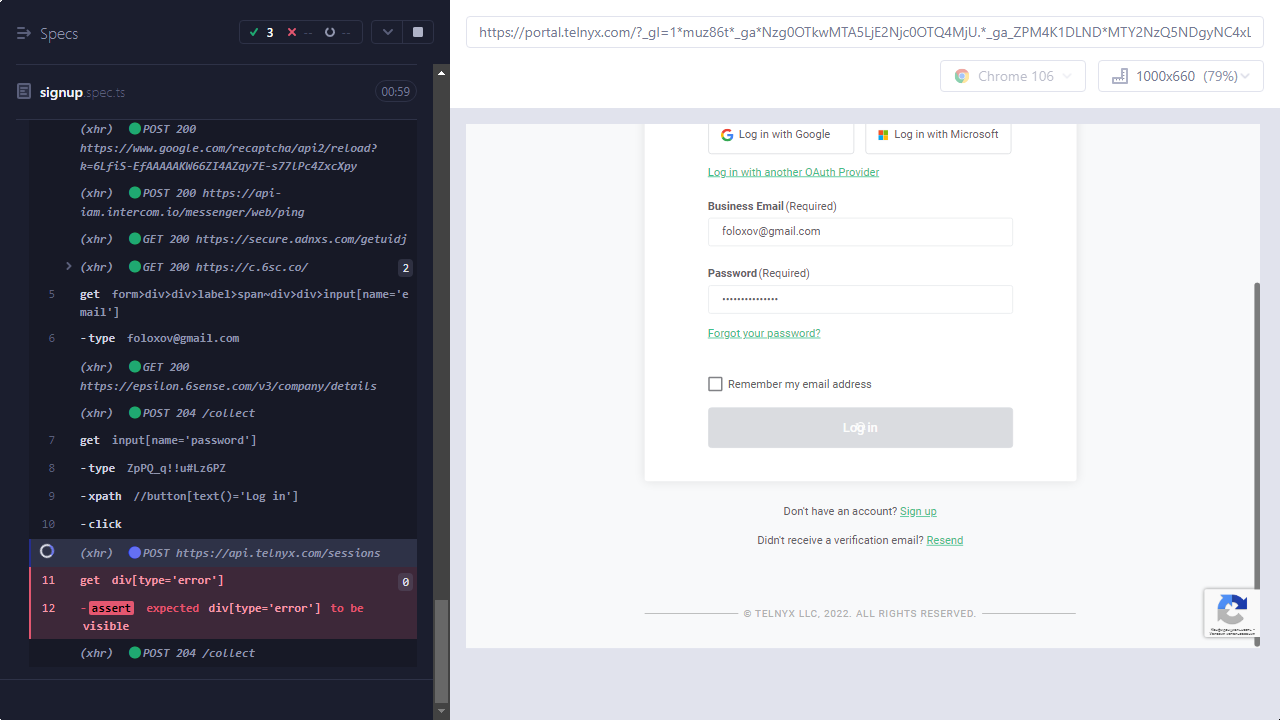 Specs
3
--
--
signup.spec.ts
00:59
(xhr) POST 200
https://www.google.com/recaptcha/api2/reload?
k=6LfiS-EfAAAAAKW66ZI4AZqy7E-s77lPc4ZxcXpy
(xhr) POST 200 https://api-
iam.intercom.io/messenger/web/ping
(xhr) GET 200 https://secure.adnxs.com/getuidj
(xhr) GET 200 https://c.6sc.co/
2
5 get form>div>div>label>span~div>div>input[name='e
mail']
6 -type foloxov@gmail.com
(xhr) GET 200
https://epsilon.6sense.com/v3/company/details
(xhr) POST 204 /collect
7 get input[name='password']
8 -type ZpPQ_q!!u#Lz6PZ
9 -xpath //button[text()='Log in']
10 -click
(xhr) POST https://api.telnyx.com/sessions
11 get div[type='error']
0
12 -assert expected div[type='error'] to be
visible
(xhr) POST 204 /collect
https://portal.telnyx.com/?_gl=1*muz86t*_ga*Nzg0OTkwMTA5LjE2Njc0OTQ4MjU.*_ga_ZPM4K1DLND*MTY2NzQ5NDgyNC4xL
Chrome 106
1000x660 (79%)
Log in with Google
Log in with Microsoft
Log in with another OAuth Provider
Business Email (Required)
foloxov@gmail.com
Password (Required)
•••••••••••••••
Forgot your password?
Remember my email address
Log in
Don't have an account? Sign up
Didn't receive a verification email? Resend
© TELNYX LLC, 2022. ALL RIGHTS RESERVED.